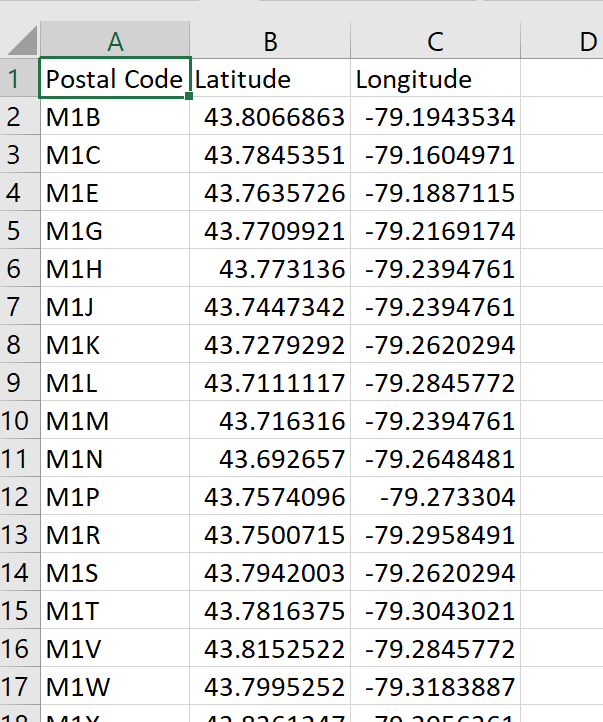 A B C D
1 Postal Code Latitude Longitude
2 M1B 43.8066863 -79.1943534
3 M1C 43.7845351 -79.1604971
4 M1E 43.7635726 -79.1887115
5 M1G 43.7709921 -79.2169174
6 M1H 43.773136 -79.2394761
7 M1J 43.7447342 -79.2394761
8 M1K 43.7279292 -79.2620294
9 M1L 43.7111117 -79.2845772
10 M1M 43.716316 -79.2394761
11 M1N 43.692657 -79.2648481
12 M1P 43.7574096 -79.273304
13 M1R 43.7500715 -79.2958491
14 M1S 43.7942003 -79.2620294
15 M1T 43.7816375 -79.3043021
16 M1V 43.8152522 -79.2845772
17 M1W 43.7995252 -79.3183887